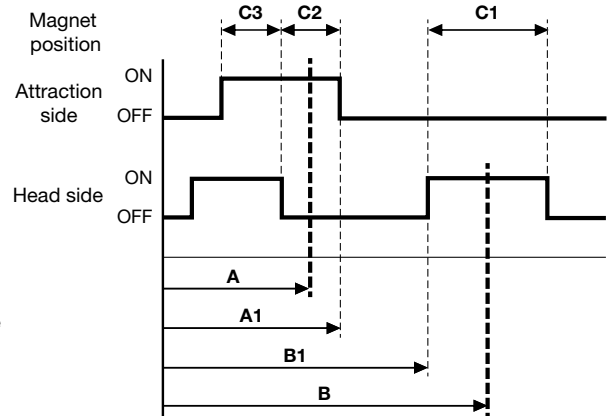 Magnet
position
C3
C2
C1
Attraction
side
ON
OFF
Head side
ON
OFF
A
A1
B1
B